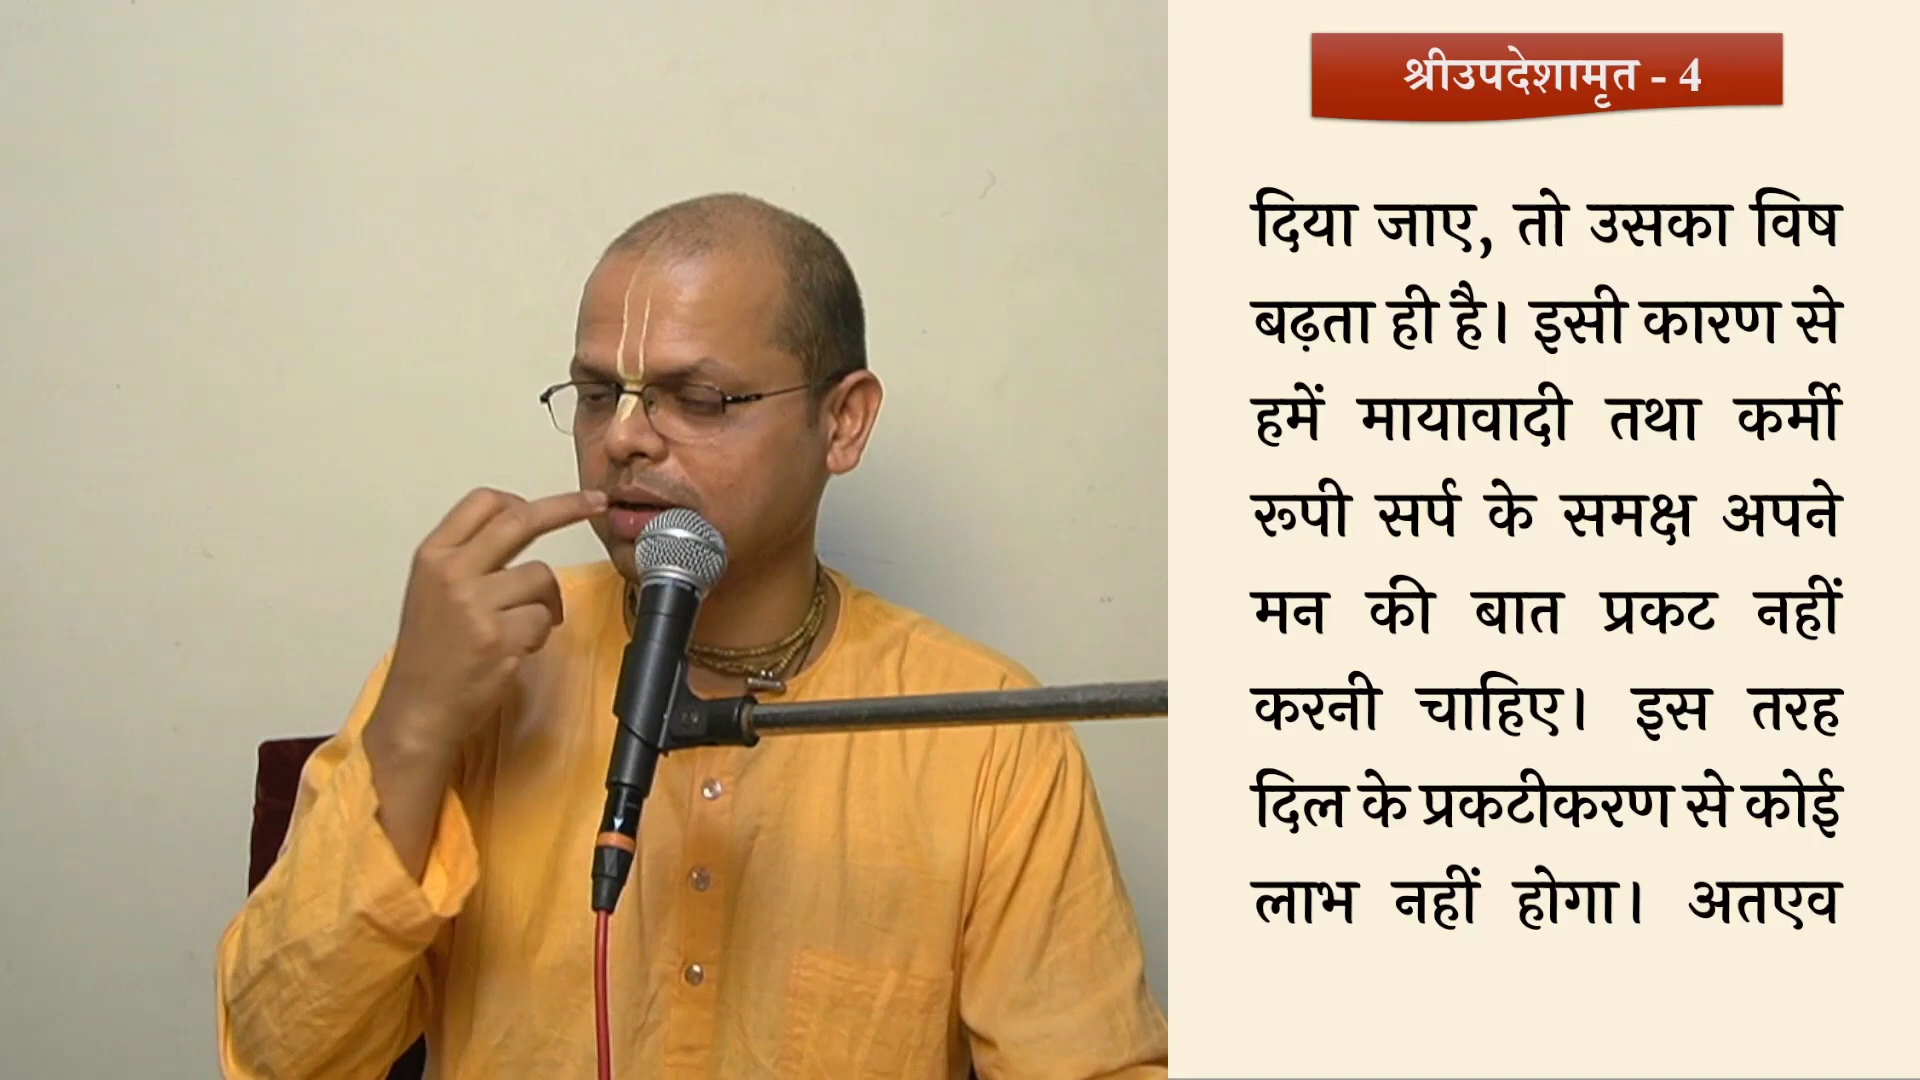 श्रीउपदेशामृत - 4
दिया जाए, तो उसका विष
बढ़ता ही है। इसी कारण से
हमें मायावादी तथा कर्मी
रूपी सर्प के समक्ष अपने
मन की बात प्रकट नहीं
करनी चाहिए। इस तरह
दिल के प्रकटीकरण से कोई
लाभ नहीं होगा। अतएव